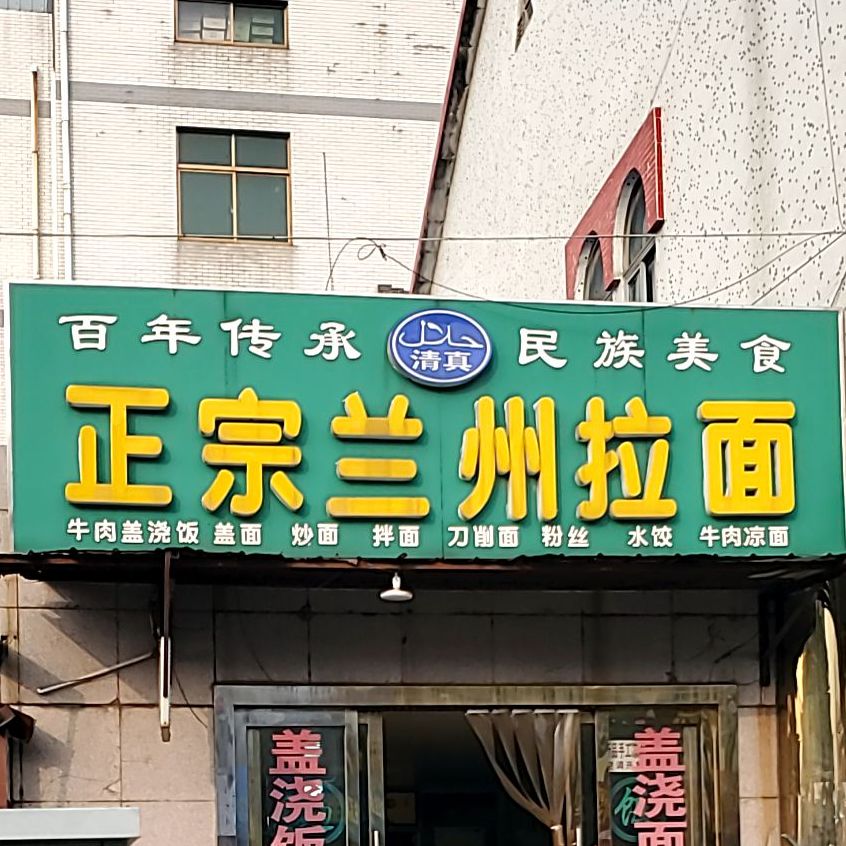 百年传承 حلال 民族美食
清真
正宗兰州拉面
牛肉盖浇饭 盖面 炒面 拌面 刀削面 粉丝 水饺 牛肉凉面
盖浇饭
盖浇面